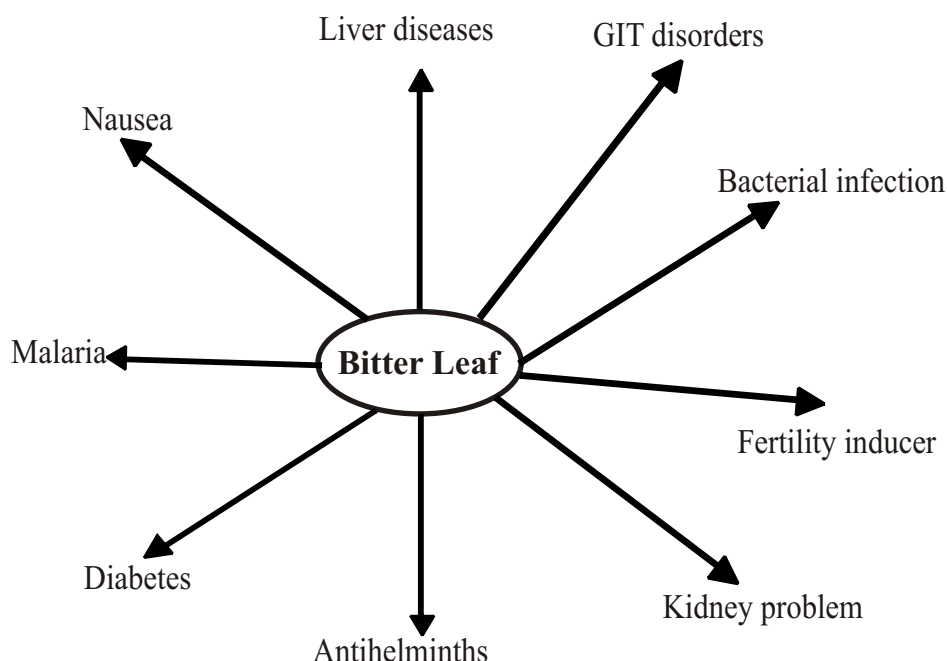 Liver diseases
GIT disorders
Nausea
Bacterial infection
Malaria
Bitter Leaf
Fertility inducer
Diabetes
Kidney problem
Antihelminths